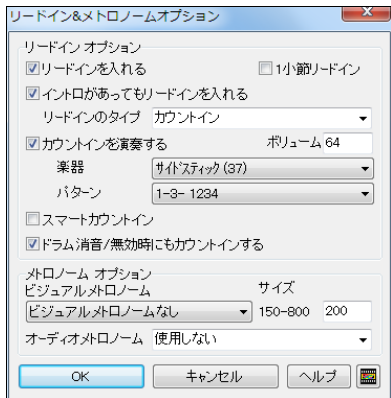 リードイン&メトロノームオプション
リードイン オプション
リードインを入れる 1小節リードイン
イントロがあってもリードインを入れる
リードインのタイプ カウントイン
カウントインを演奏する ボリューム 64
楽器 サイドスティック (37)
パターン 1-3- 1234
スマートカウントイン
ドラム消音/無効時にもカウントインする
メトロノーム オプション
ビジュアルメトロノーム サイズ
ビジュアルメトロノームなし 150-800 200
オーディオメトロノーム 使用しない
OK キャンセル ヘルプ